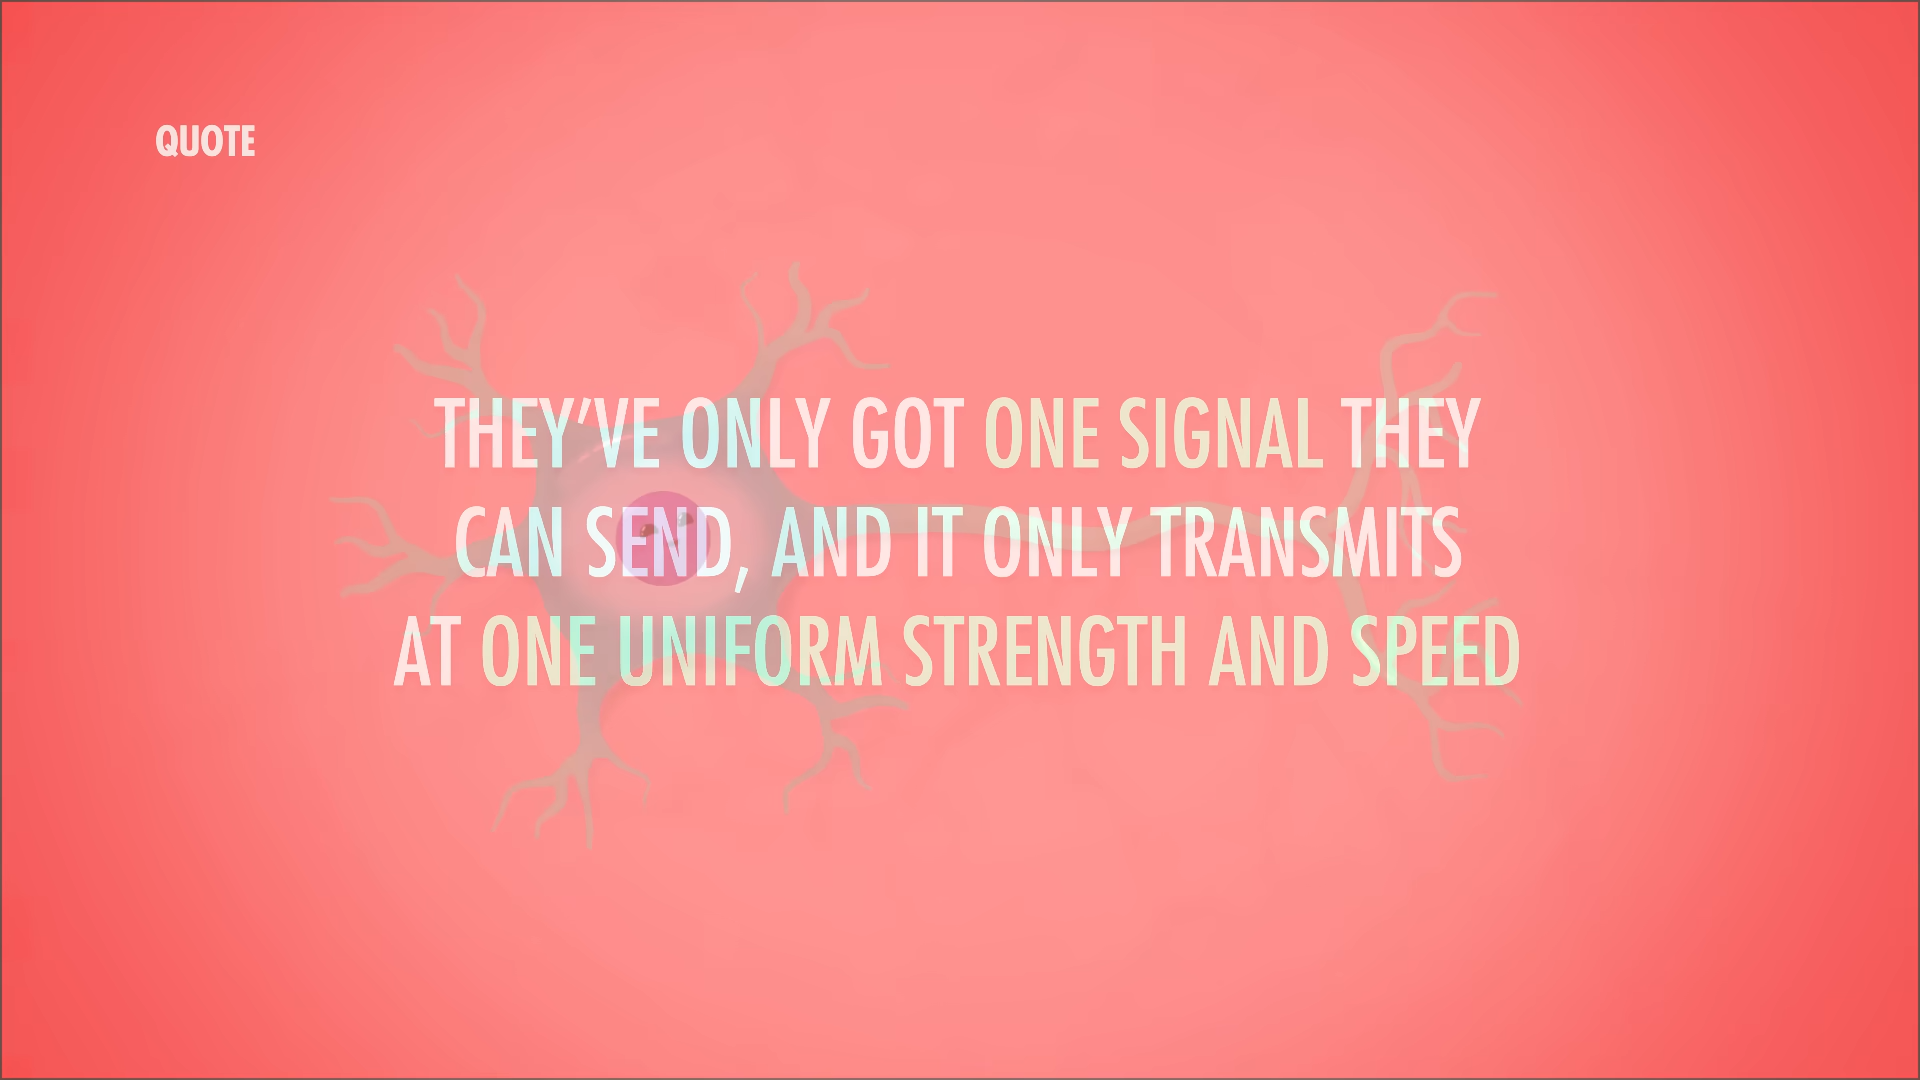 QUOTE
THEY’VE ONLY GOT ONE SIGNAL THEY
CAN SEND, AND IT ONLY TRANSMITS
AT ONE UNIFORM STRENGTH AND SPEED